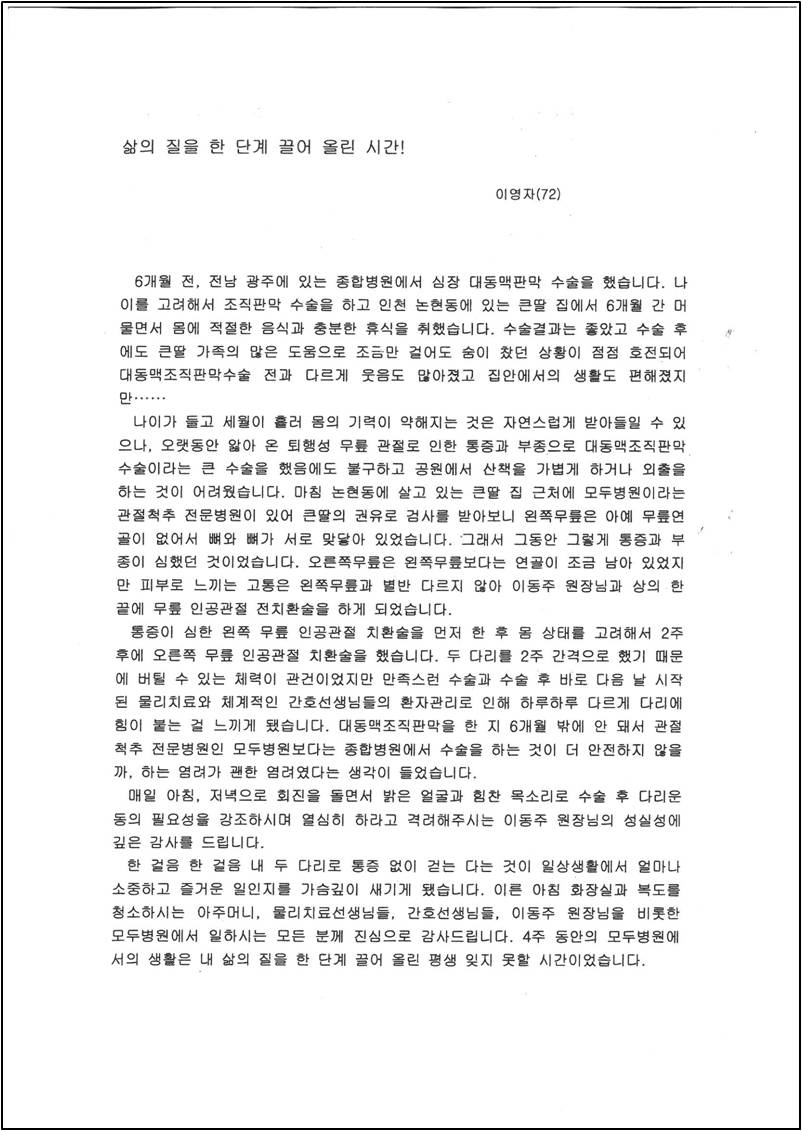 삶의 질을 한 단계 끌어 올린 시간!
이영자(72)
6개월 전, 전남 광주에 있는 종합병원에서 심장 대동맥판막 수술을 했습니다. 나
이를 고려해서 조직판막 수술을 하고 인천 논현동에 있는 큰딸 집에서 6개월 간 머
물면서 몸에 적절한 음식과 충분한 휴식을 취했습니다. 수술결과는 좋았고 수술 후
에도 큰딸 가족의 많은 도움으로 조금만 걸어도 숨이 찼던 상황이 점점 호전되어
대동맥조직판막수술 전과 다르게 웃음도 많아졌고 집안에서의 생활도 편해졌지
만……
나이가 들고 세월이 흘러 몸의 기력이 약해지는 것은 자연스럽게 받아들일 수 있
으나, 오랫동안 앓아 온 퇴행성 무릎 관절로 인한 통증과 부종으로 대동맥조직판막
수술이라는 큰 수술을 했음에도 불구하고 공원에서 산책을 가볍게 하거나 외출을
하는 것이 어려웠습니다. 마침 논현동에 살고 있는 큰딸 집 근처에 모두병원이라는
관절척추 전문병원이 있어 큰딸의 권유로 검사를 받아보니 왼쪽무릎은 아예 무릎연
골이 없어서 뼈와 뼈가 서로 맞닿아 있었습니다. 그래서 그동안 그렇게 통증과 부
종이 심했던 것이었습니다. 오른쪽무릎은 왼쪽무릎보다는 연골이 조금 남아 있었지
만 피부로 느끼는 고통은 왼쪽무릎과 별반 다르지 않아 이동주 원장님과 상의 한
끝에 무릎 인공관절 전치환술을 하게 되었습니다.
통증이 심한 왼쪽 무릎 인공관절 치환술을 먼저 한 후 몸 상태를 고려해서 2주
후에 오른쪽 무릎 인공관절 치환술을 했습니다. 두 다리를 2주 간격으로 했기 때문
에 버틸 수 있는 체력이 관건이었지만 만족스런 수술과 수술 후 바로 다음 날 시작
된 물리치료와 체계적인 간호선생님들의 환자관리로 인해 하루하루 다르게 다리에
힘이 붙는 걸 느끼게 됐습니다. 대동맥조직판막을 한 지 6개월 밖에 안 돼서 관절
척추 전문병원인 모두병원보다는 종합병원에서 수술을 하는 것이 더 안전하지 않을
까, 하는 염려가 괜한 염려였다는 생각이 들었습니다.
매일 아침, 저녁으로 회진을 돌면서 밝은 얼굴과 힘찬 목소리로 수술 후 다리운
동의 필요성을 강조하시며 열심히 하라고 격려해주시는 이동주 원장님의 성실성에
깊은 감사를 드립니다.
한 걸음 한 걸음 내 두 다리로 통증 없이 걷는 다는 것이 일상생활에서 얼마나
소중하고 즐거운 일인지를 가슴깊이 새기게 됐습니다. 이른 아침 화장실과 복도를
청소하시는 아주머니, 물리치료선생님들, 간호선생님들, 이동주 원장님을 비롯한
모두병원에서 일하시는 모든 분께 진심으로 감사드립니다. 4주 동안의 모두병원에
서의 생활은 내 삶의 질을 한 단계 끌어 올린 평생 잊지 못할 시간이었습니다.